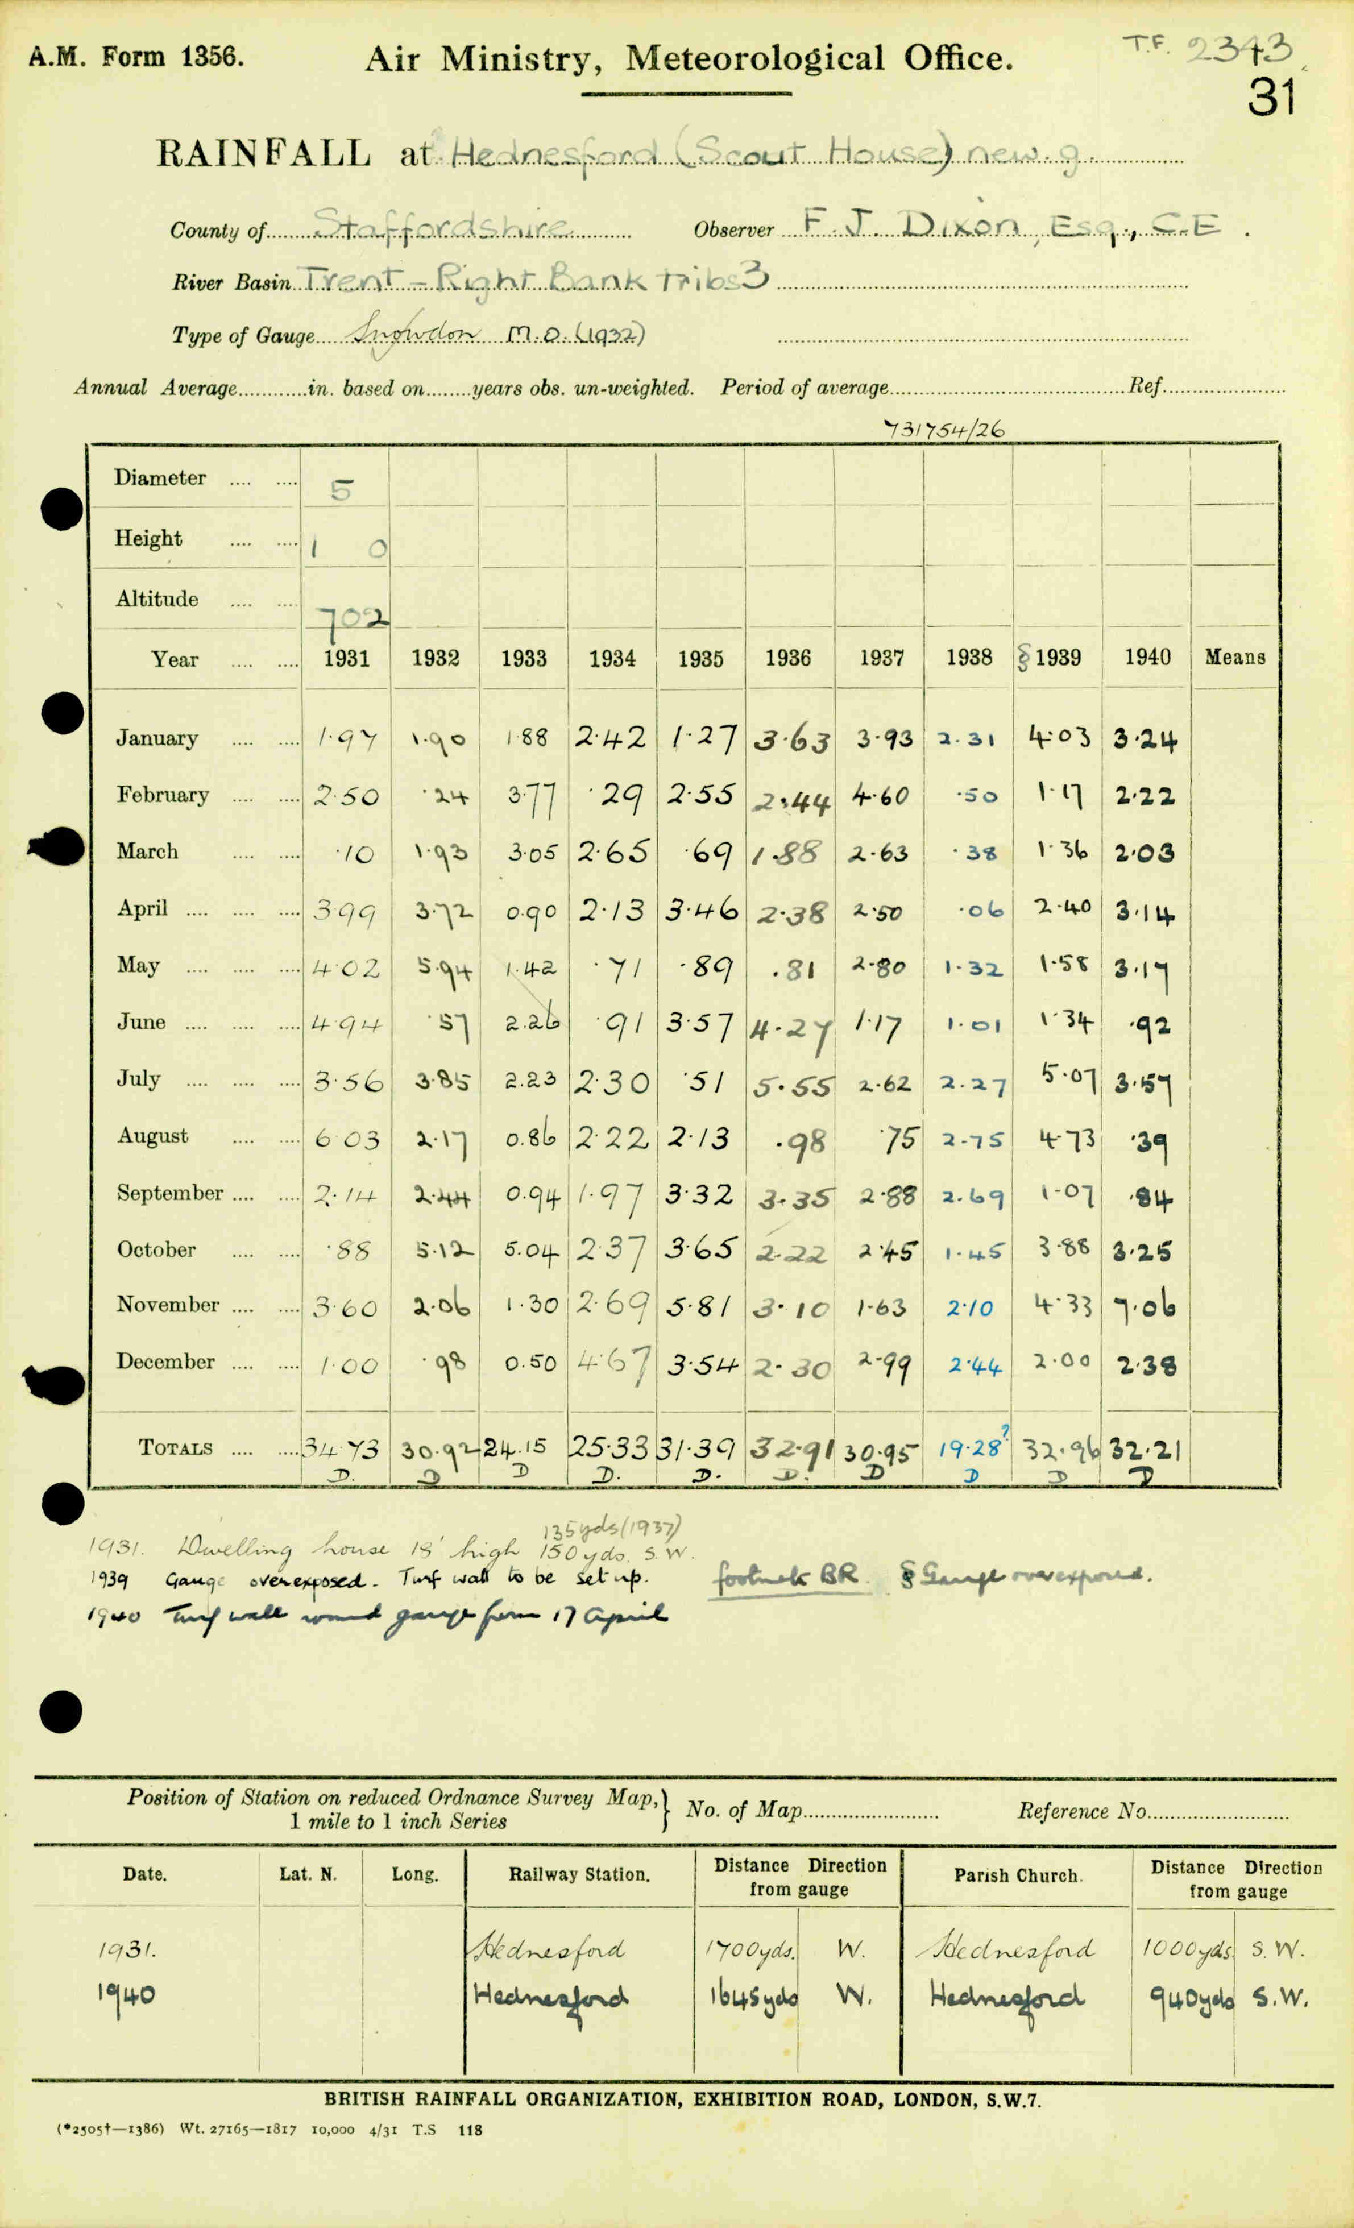 A.M. Form 1356. Air Ministry, Meteorological Office. T.F. 2343
31
RAINFALL at Hednesford (Scout House) new. g.
County of Staffordshire Observer F. J. Dixon, Esq., C.E.
River Basin Trent - Right Bank tribs 3
Type of Gauge Snowdon M.O. (1932)
Annual Average............in. based on........years obs. un-weighted. Period of average........ Ref........
731754/26
Diameter .... .... 5
Height .... .... 1 0
Altitude .... .... 702
Year .... .... 1931 1932 1933 1934 1935 1936 1937 1938 § 1939 1940 Means
January .... .... 1·97 1·90 1·88 2·42 1·27 3·63 3·93 2.31 4·03 3·24
February .... .... 2·50 ·24 3·77 ·29 2·55 2·44 4·60 ·50 1·17 2·22
March .... .... ·10 1·93 3·05 2·65 ·69 1·88 2·63 ·38 1·36 2·03
April .... .... .... 3·99 3·72 0·90 2·13 3·46 2·38 2·50 ·06 2·40 3·14
May .... .... .... 4·02 5·94 1·42 ·71 ·89 ·81 2·80 1·32 1·58 3·17
June .... .... .... 4·94 ·57 2.26 ·91 3·57 4·27 1·17 1·01 1·34 ·92
July .... .... .... 3·56 3·85 2.23 2·30 ·51 5·55 2·62 2·27 5·07 3·57
August .... .... 6·03 2·17 0.86 2·22 2·13 ·98 ·75 2·75 4·73 ·39
September .... .... 2·14 2·44 0.94 1·97 3·32 3·35 2·88 2·69 1·07 ·84
October .... .... ·88 5·12 5.04 2·37 3·65 2·22 2·45 1·45 3·88 3·25
November .... .... 3·60 2·06 1·30 2·69 5·81 3·10 1·63 2·10 4·33 7·06
December .... .... 1·00 ·98 0·50 4·67 3·54 2·30 2·99 2·44 2·00 2·38
TOTALS .... .... 34·73 30·92 24.15 25·33 31·39 32·91 30·95 19·28? 32·96 32·21
D. D D D. D. D. D D D D
135yds (1937)
1931. Dwelling house 18' high 150yds. S.W.
1939 Gauge overexposed. Turf wall to be set up. footnote BR § Gauge overexposed.
1940 Turf wall round gauge from 17 April
Position of Station on reduced Ordnance Survey Map, } No. of Map........ Reference No........
1 mile to 1 inch Series
Date. Lat. N. Long. Railway Station. Distance Direction from gauge Parish Church. Distance Direction from gauge
1931. Hednesford 1700yds. W. Hednesford 1000yds S.W.
1940 Hednesford 1645yds W. Hednesford 940yds S.W.
BRITISH RAINFALL ORGANIZATION, EXHIBITION ROAD, LONDON, S.W.7.
(*2505†—1386) Wt. 27165—1817 10,000 4/31 T.S 118